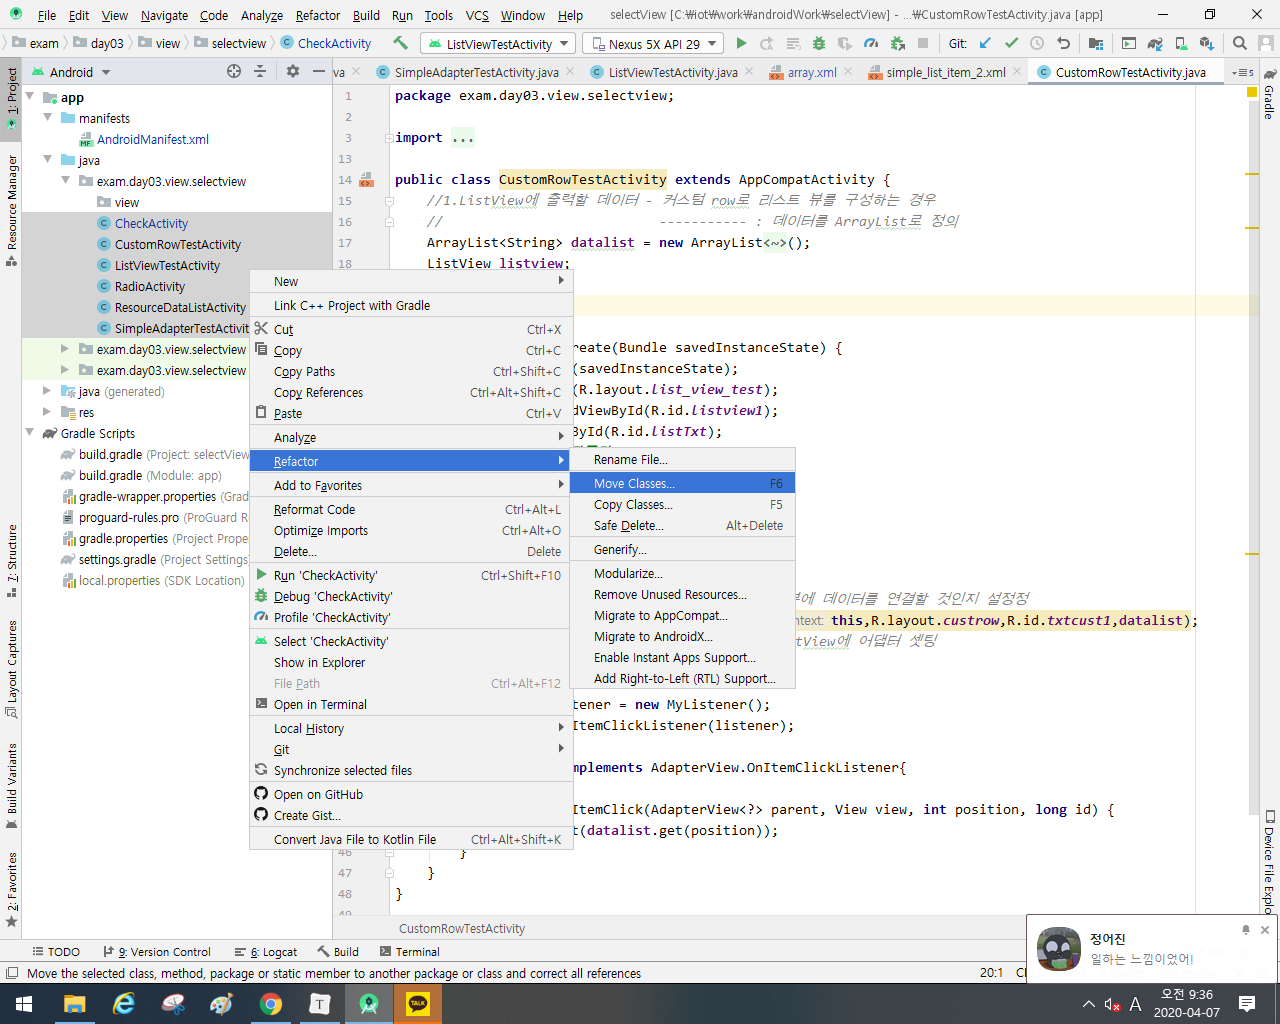 File Edit View Navigate Code Analyze Refactor Build Run Tools VCS Window Help selectView [C:₩iot₩work₩androidWork₩selectView] - ...₩CustomRowTestActivity.java [app]
exam day03 view selectview CheckActivity ListViewTestActivity Nexus 5X API 29 Git:
Android va SimpleAdapterTestActivity.java ListViewTestActivity.java array.xml simple_list_item_2.xml CustomRowTestActivity.java 5
1: Project
Resource Manager
7: Structure
Layout Captures
Build Variants
2: Favorites
app
manifests
AndroidManifest.xml
java
exam.day03.view.selectview
view
CheckActivity
CustomRowTestActivity
ListViewTestActivity
RadioActivity
ResourceDataListActivity
SimpleAdapterTestActivit
exam.day03.view.selectview
exam.day03.view.selectview
java (generated)
res
Gradle Scripts
build.gradle (Project: selectView
build.gradle (Module: app)
gradle-wrapper.properties (Grad
proguard-rules.pro (ProGuard R
gradle.properties (Project Prope
settings.gradle (Project Settings)
local.properties (SDK Location)
1 package exam.day03.view.selectview;
2
3 import ...
13
14 public class CustomRowTestActivity extends AppCompatActivity {
15 //1.ListView에 출력할 데이터 - 커스텀 row로 리스트 뷰를 구성하는 경우
16 // ----------- : 데이터를 ArrayList로 정의
17 ArrayList<String> datalist = new ArrayList<~>();
18 ListView listview;
create(Bundle savedInstanceState) {
(savedInstanceState);
(R.layout.list_view_test);
dViewById(R.id.listview1);
ById(R.id.listTxt);
에 데이터를 연결할 것인지 설정정
ntext: this,R.layout.custrow,R.id.txtcust1,datalist);
tView에 어댑터 셋팅
tener = new MyListener();
ItemClickListener(listener);
mplements AdapterView.OnItemClickListener{
ItemClick(AdapterView<?> parent, View view, int position, long id) {
t(datalist.get(position));
46 }
47 }
48 }
49
CustomRowTestActivity
New
Link C++ Project with Gradle
Cut Ctrl+X
Copy Ctrl+C
Copy Paths Ctrl+Shift+C
Copy References Ctrl+Alt+Shift+C
Paste Ctrl+V
Analyze
Refactor
Add to Favorites
Reformat Code Ctrl+Alt+L
Optimize Imports Ctrl+Alt+O
Delete... Delete
Run 'CheckActivity' Ctrl+Shift+F10
Debug 'CheckActivity'
Profile 'CheckActivity'
Select 'CheckActivity'
Show in Explorer
File Path Ctrl+Alt+F12
Open in Terminal
Local History
Git
Synchronize selected files
Open on GitHub
Create Gist...
Convert Java File to Kotlin File Ctrl+Alt+Shift+K
Rename File...
Move Classes... F6
Copy Classes... F5
Safe Delete... Alt+Delete
Generify...
Modularize...
Remove Unused Resources...
Migrate to AppCompat...
Migrate to AndroidX...
Enable Instant Apps Support...
Add Right-to-Left (RTL) Support...
Gradle
Device File Explo
정어진
일하는 느낌이었어!
TODO 9: Version Control 6: Logcat Build Terminal
Move the selected class, method, package or static member to another package or class and correct all references 20:1
T TALK A 오전 9:36
2020-04-07